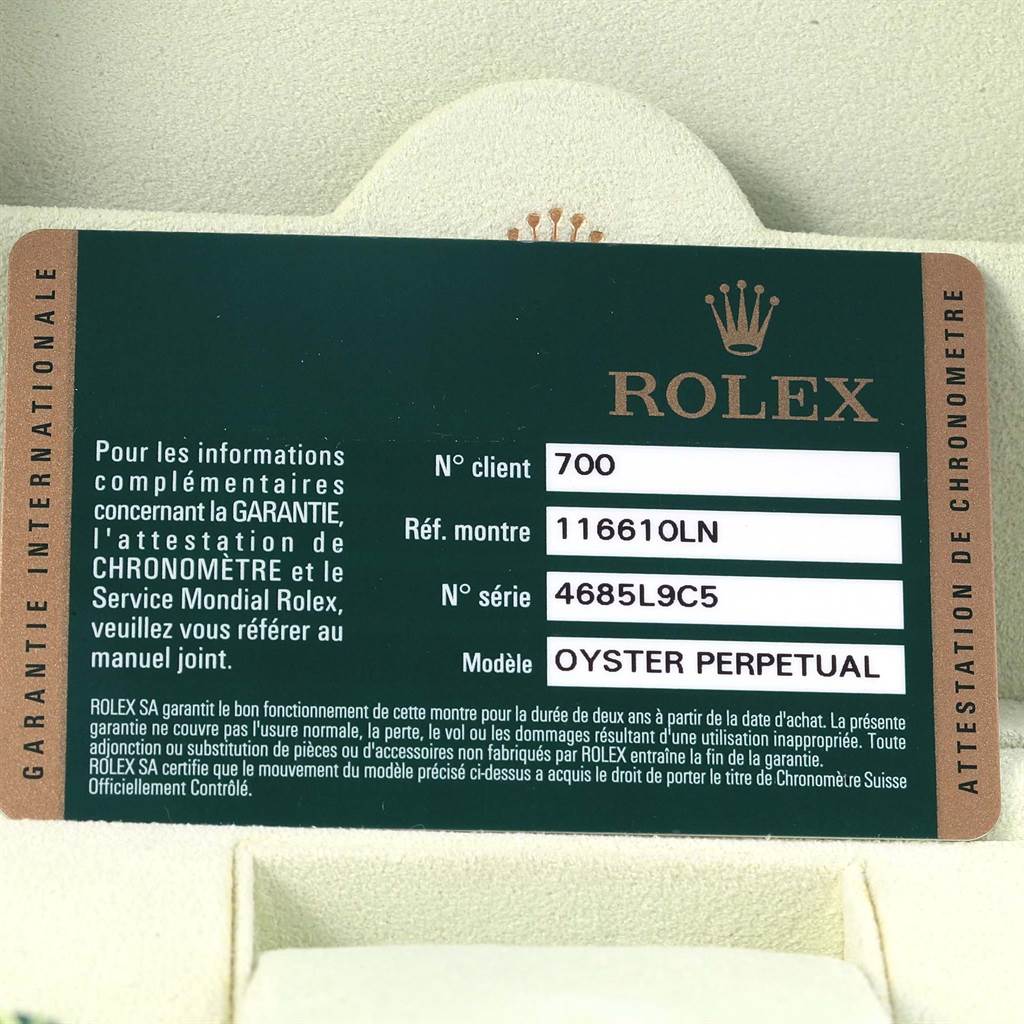 GARANTIE INTERNATIONALE
ROLEX
Pour les informations
complémentaires
concernant la GARANTIE,
l'attestation de
CHRONOMÈTRE et le
Service Mondial Rolex,
veuillez vous référer au
manuel joint.
N° client 700
Réf. montre 116610LN
N° série 4685L9C5
Modèle OYSTER PERPETUAL
ROLEX SA garantit le bon fonctionnement de cette montre pour la durée de deux ans à partir de la date d'achat. La présente
garantie ne couvre pas l'usure normale, la perte, le vol ou les dommages résultant d'une utilisation inappropriée. Toute
adjonction ou substitution de pièces ou d'accessoires non fabriqués par ROLEX entraîne la fin de la garantie.
ROLEX SA certifie que le mouvement du modèle précisé ci-dessus a acquis le droit de porter le titre de Chronomètre Suisse
Officiellement Contrôlé.
ATTESTATION DE CHRONOMETRE